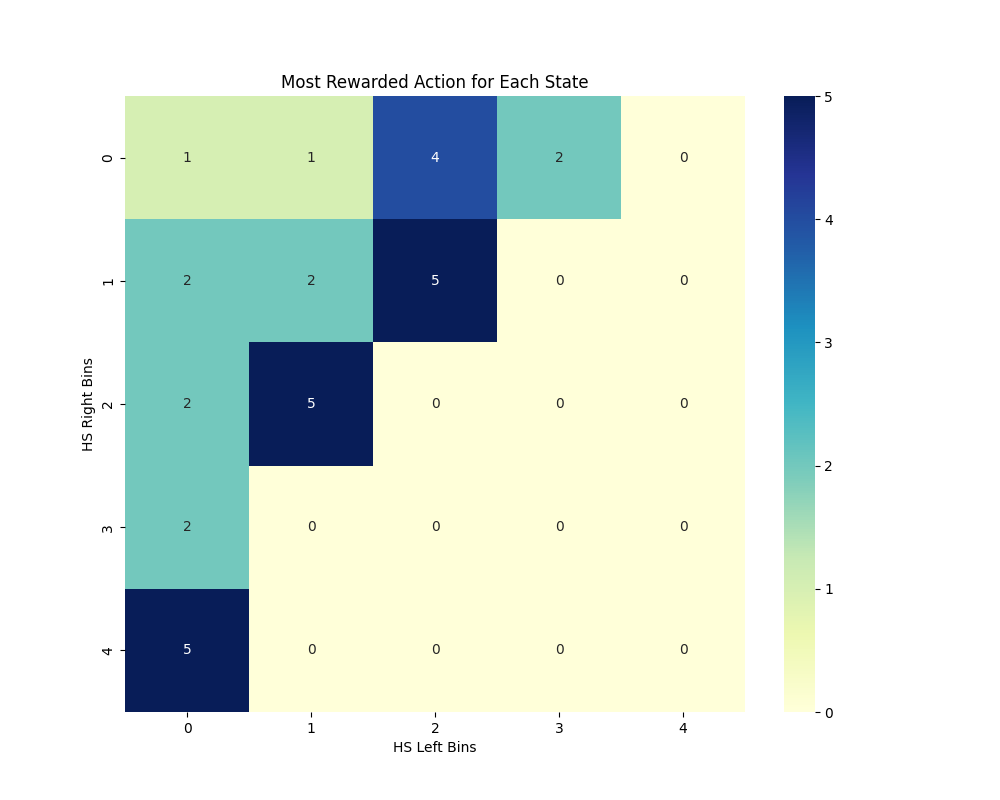 Most Rewarded Action for Each State
0 1 1 4 2 0
1 2 2 5 0 0
2 2 5 0 0 0
3 2 0 0 0 0
4 5 0 0 0 0
0 1 2 3 4
HS Left Bins
HS Right Bins
5
4
3
2
1
0